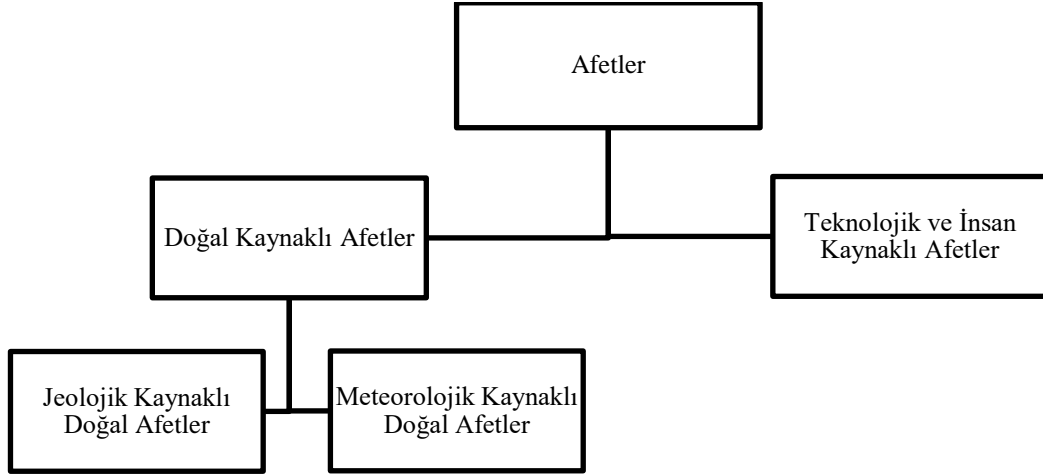 Afetler
Doğal Kaynaklı Afetler
Teknolojik ve İnsan
Kaynaklı Afetler
Jeolojik Kaynaklı
Doğal Afetler
Meteorolojik Kaynaklı
Doğal Afetler